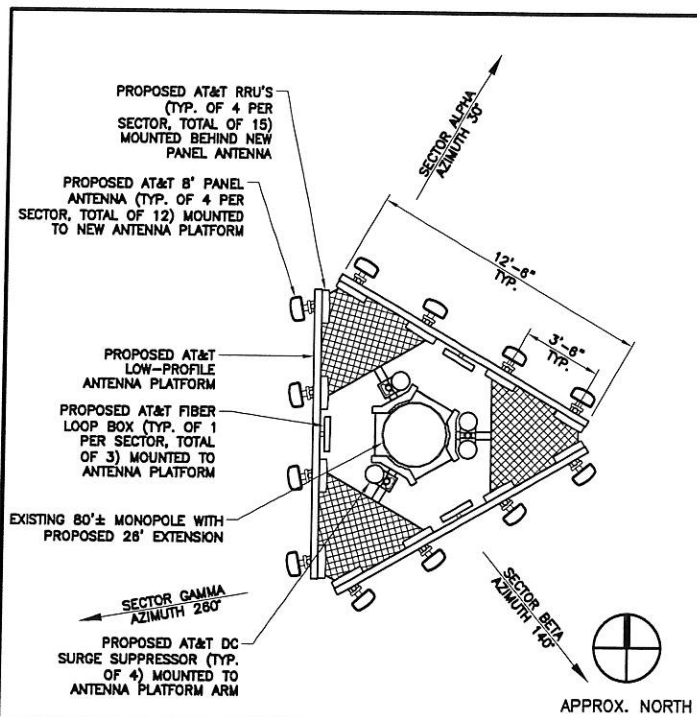 PROPOSED AT&T RRU'S
(TYP. OF 4 PER
SECTOR, TOTAL OF 15)
MOUNTED BEHIND NEW
PANEL ANTENNA
PROPOSED AT&T 8' PANEL
ANTENNA (TYP. OF 4 PER
SECTOR, TOTAL OF 12) MOUNTED
TO NEW ANTENNA PLATFORM
PROPOSED AT&T
LOW-PROFILE
ANTENNA PLATFORM
PROPOSED AT&T FIBER
LOOP BOX (TYP. OF 1
PER SECTOR, TOTAL
OF 3) MOUNTED TO
ANTENNA PLATFORM
EXISTING 80'± MONOPOLE WITH
PROPOSED 26' EXTENSION
SECTOR GAMMA
AZIMUTH 260°
PROPOSED AT&T DC
SURGE SUPPRESSOR (TYP.
OF 4) MOUNTED TO
ANTENNA PLATFORM ARM
SECTOR ALPHA
AZIMUTH 30°
12'-6"
TYP.
3'-6"
TYP.
SECTOR BETA
AZIMUTH 140°
APPROX. NORTH